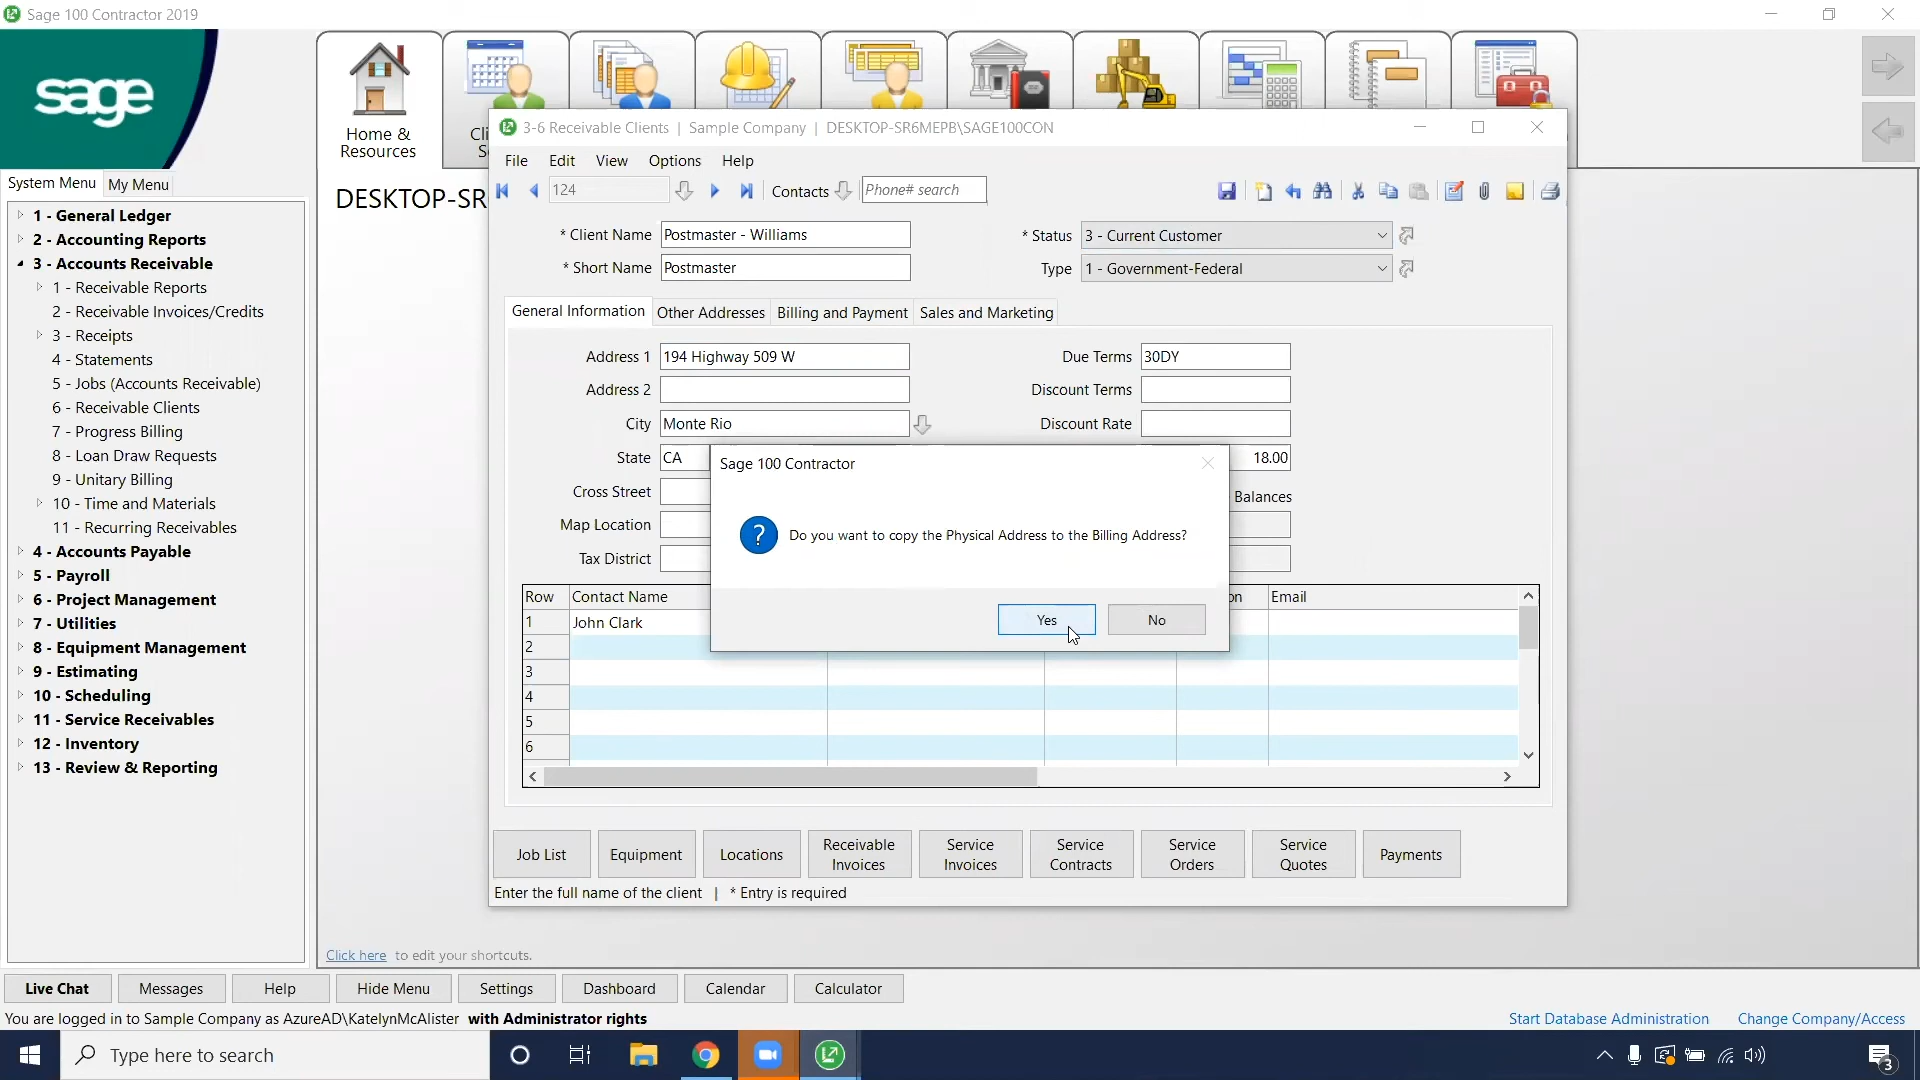 Sage 100 Contractor 2019
sage
Home &
Resources
Cli
S
System Menu
My Menu
DESKTOP-SR
1 - General Ledger
2 - Accounting Reports
3 - Accounts Receivable
1 - Receivable Reports
2 - Receivable Invoices/Credits
3 - Receipts
4 - Statements
5 - Jobs (Accounts Receivable)
6 - Receivable Clients
7 - Progress Billing
8 - Loan Draw Requests
9 - Unitary Billing
10 - Time and Materials
11 - Recurring Receivables
4 - Accounts Payable
5 - Payroll
6 - Project Management
7 - Utilities
8 - Equipment Management
9 - Estimating
10 - Scheduling
11 - Service Receivables
12 - Inventory
13 - Review & Reporting
3-6 Receivable Clients | Sample Company | DESKTOP-SR6MEPB\SAGE100CON
File Edit View Options Help
124 Contacts Phone# search
* Client Name Postmaster - Williams * Status 3 - Current Customer
* Short Name Postmaster Type 1 - Government-Federal
General Information Other Addresses Billing and Payment Sales and Marketing
Address 1 194 Highway 509 W Due Terms 30DY
Address 2 Discount Terms
City Monte Rio Discount Rate
State CA 18.00
Cross Street Balances
Map Location
Tax District
Sage 100 Contractor
Do you want to copy the Physical Address to the Billing Address?
Yes No
Row Contact Name on Email
1 John Clark
2
3
4
5
6
Job List Equipment Locations Receivable Invoices Service Invoices Service Contracts Service Orders Service Quotes Payments
Enter the full name of the client | * Entry is required
Click here to edit your shortcuts.
Live Chat Messages Help Hide Menu Settings Dashboard Calendar Calculator
You are logged in to Sample Company as AzureAD\KatelynMcAlister with Administrator rights
Start Database Administration Change Company/Access
Type here to search
3